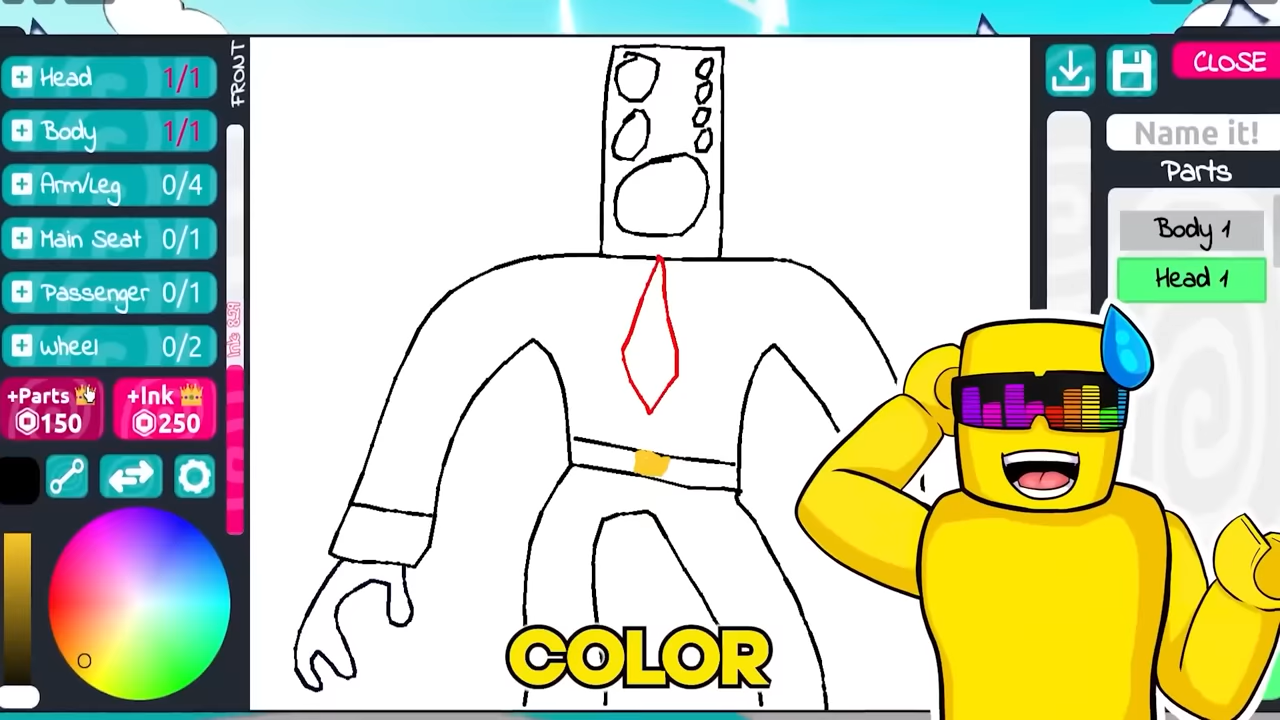 Head 1/1
Body 1/1
Arm/Leg 0/4
Main Seat 0/1
Passenger 0/1
Wheel 0/2
+Parts 150
+Ink 250
FRONT
COLOR
CLOSE
Name it!
Parts
Body 1
Head 1